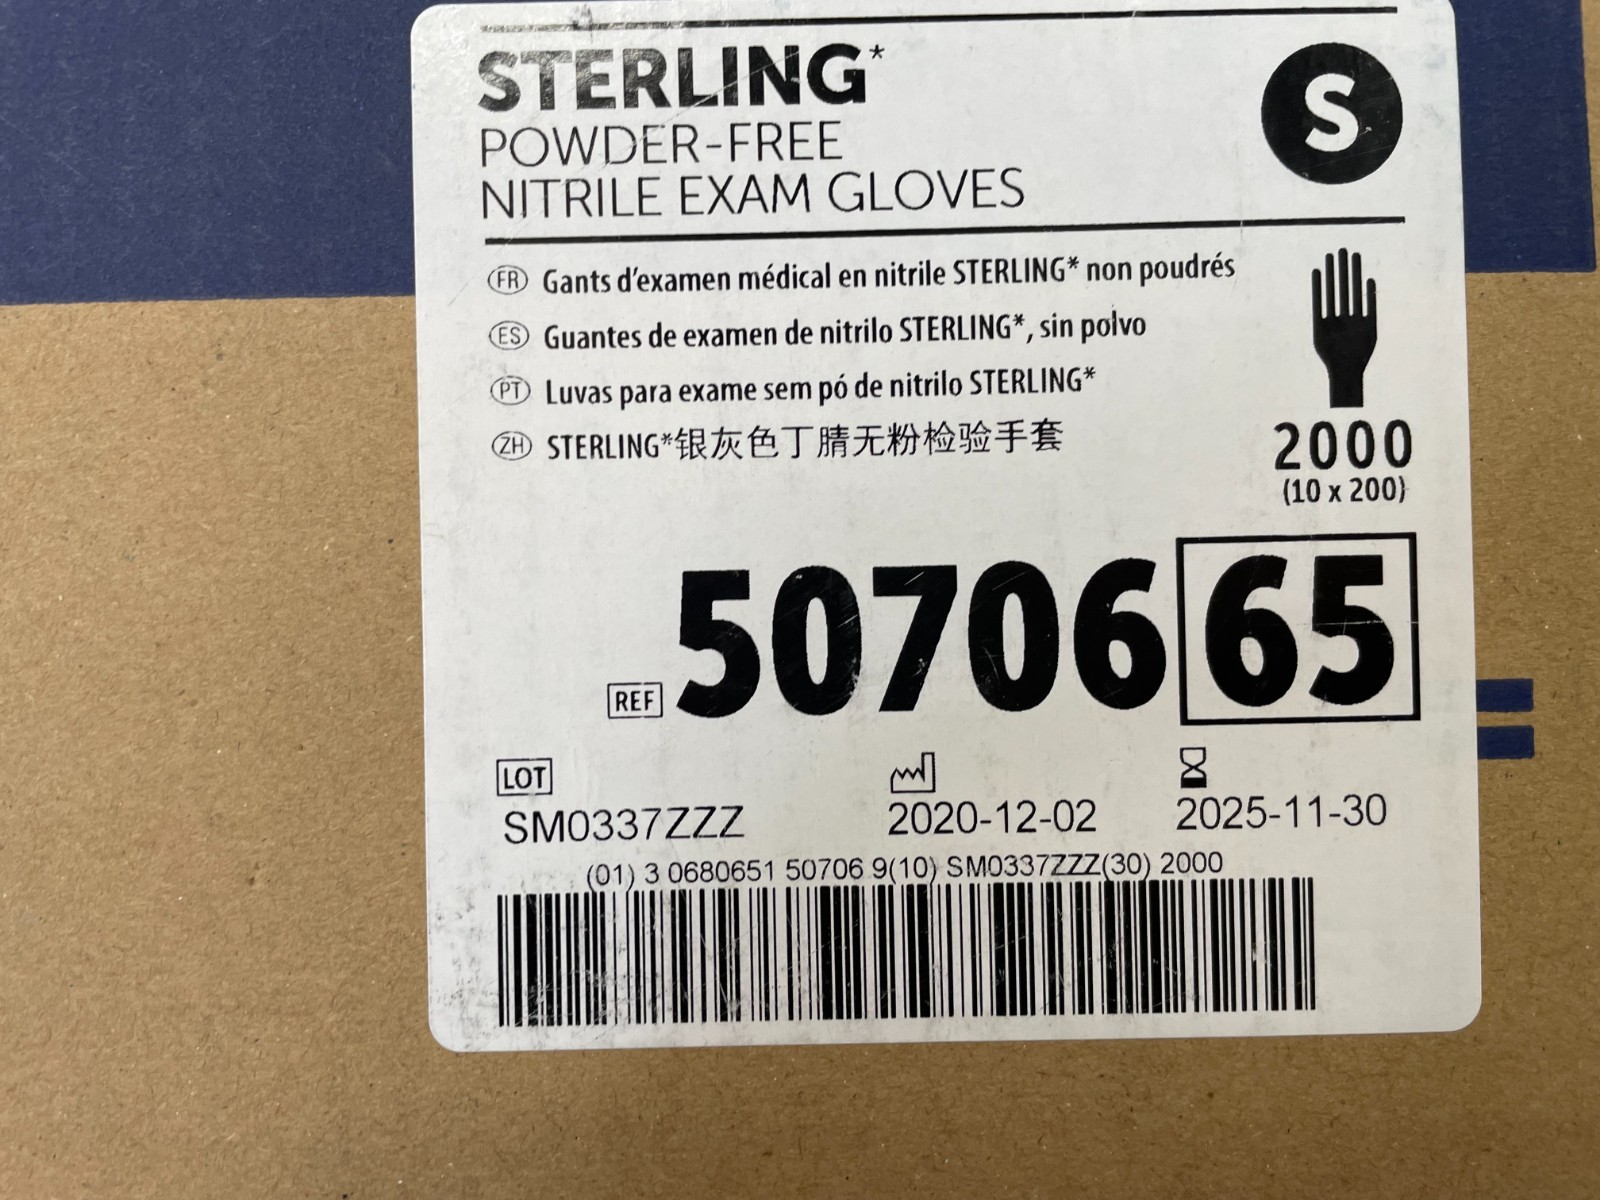 STERLING*
POWDER-FREE
NITRILE EXAM GLOVES
S
FR Gants d'examen médical en nitrile STERLING* non poudrés
ES Guantes de examen de nitrilo STERLING*, sin polvo
PT Luvas para exame sem pó de nitrilo STERLING*
ZH STERLING*银灰色丁腈无粉检验手套
2000
(10 x 200)
REF 50706 65
LOT
SM0337ZZZ 2020-12-02 2025-11-30
(01) 3 0680651 50706 9(10) SM0337ZZZ(30) 2000